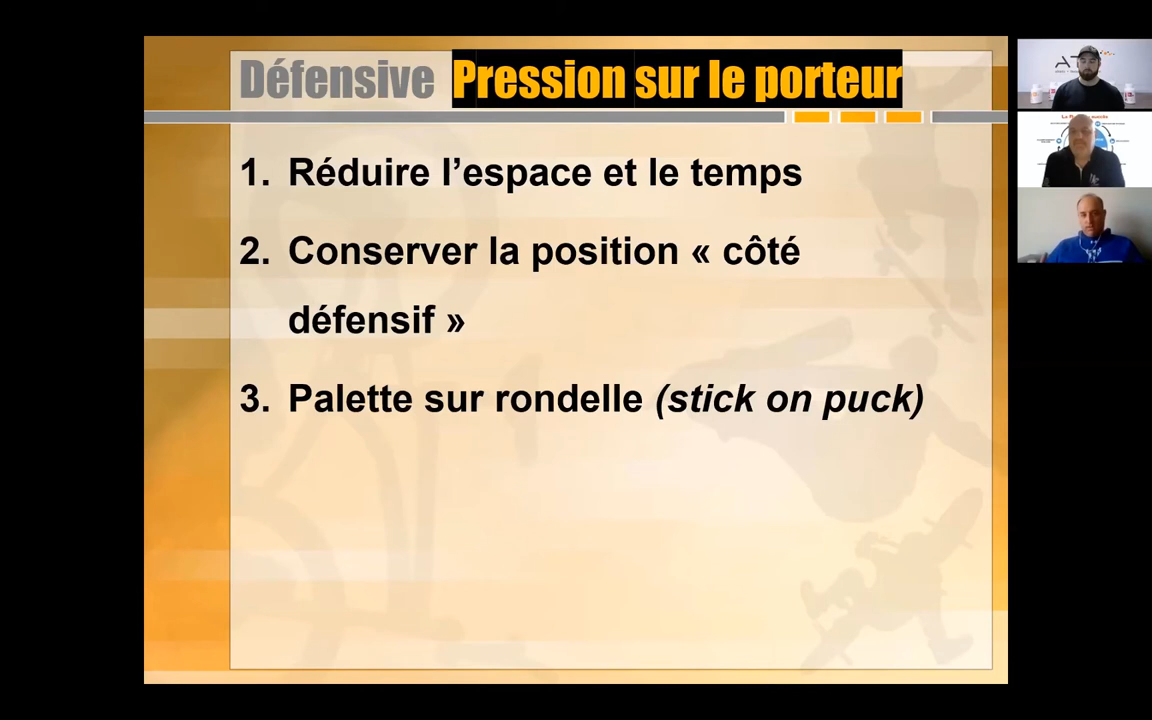 Défensive Pression sur le porteur
1. Réduire l’espace et le temps
2. Conserver la position « côté
défensif »
3. Palette sur rondelle (stick on puck)